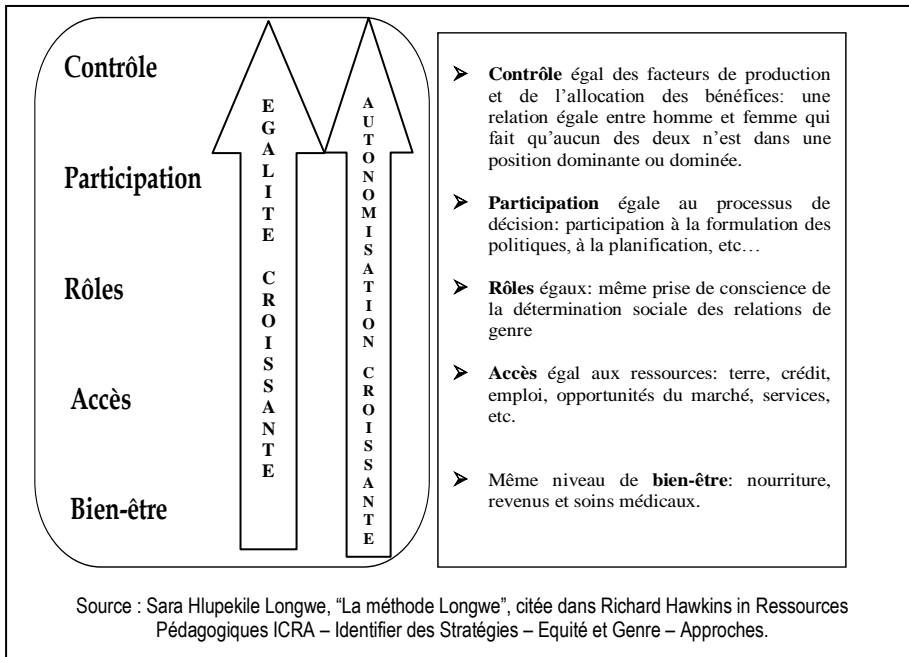 Contrôle
Participation
Rôles
Accès
Bien-être
EGALITE CROISSANTE
AUTONOMISATION CROISSANTE
➢ Contrôle égal des facteurs de production
et de l’allocation des bénéfices: une
relation égale entre homme et femme qui
fait qu’aucun des deux n’est dans une
position dominante ou dominée.
➢ Participation égale au processus de
décision: participation à la formulation des
politiques, à la planification, etc…
➢ Rôles égaux: même prise de conscience de
la détermination sociale des relations de
genre
➢ Accès égal aux ressources: terre, crédit,
emploi, opportunités du marché, services,
etc.
➢ Même niveau de bien-être: nourriture,
revenus et soins médicaux.
Source : Sara Hlupekile Longwe, “La méthode Longwe”, citée dans Richard Hawkins in Ressources
Pédagogiques ICRA – Identifier des Stratégies – Equité et Genre – Approches.